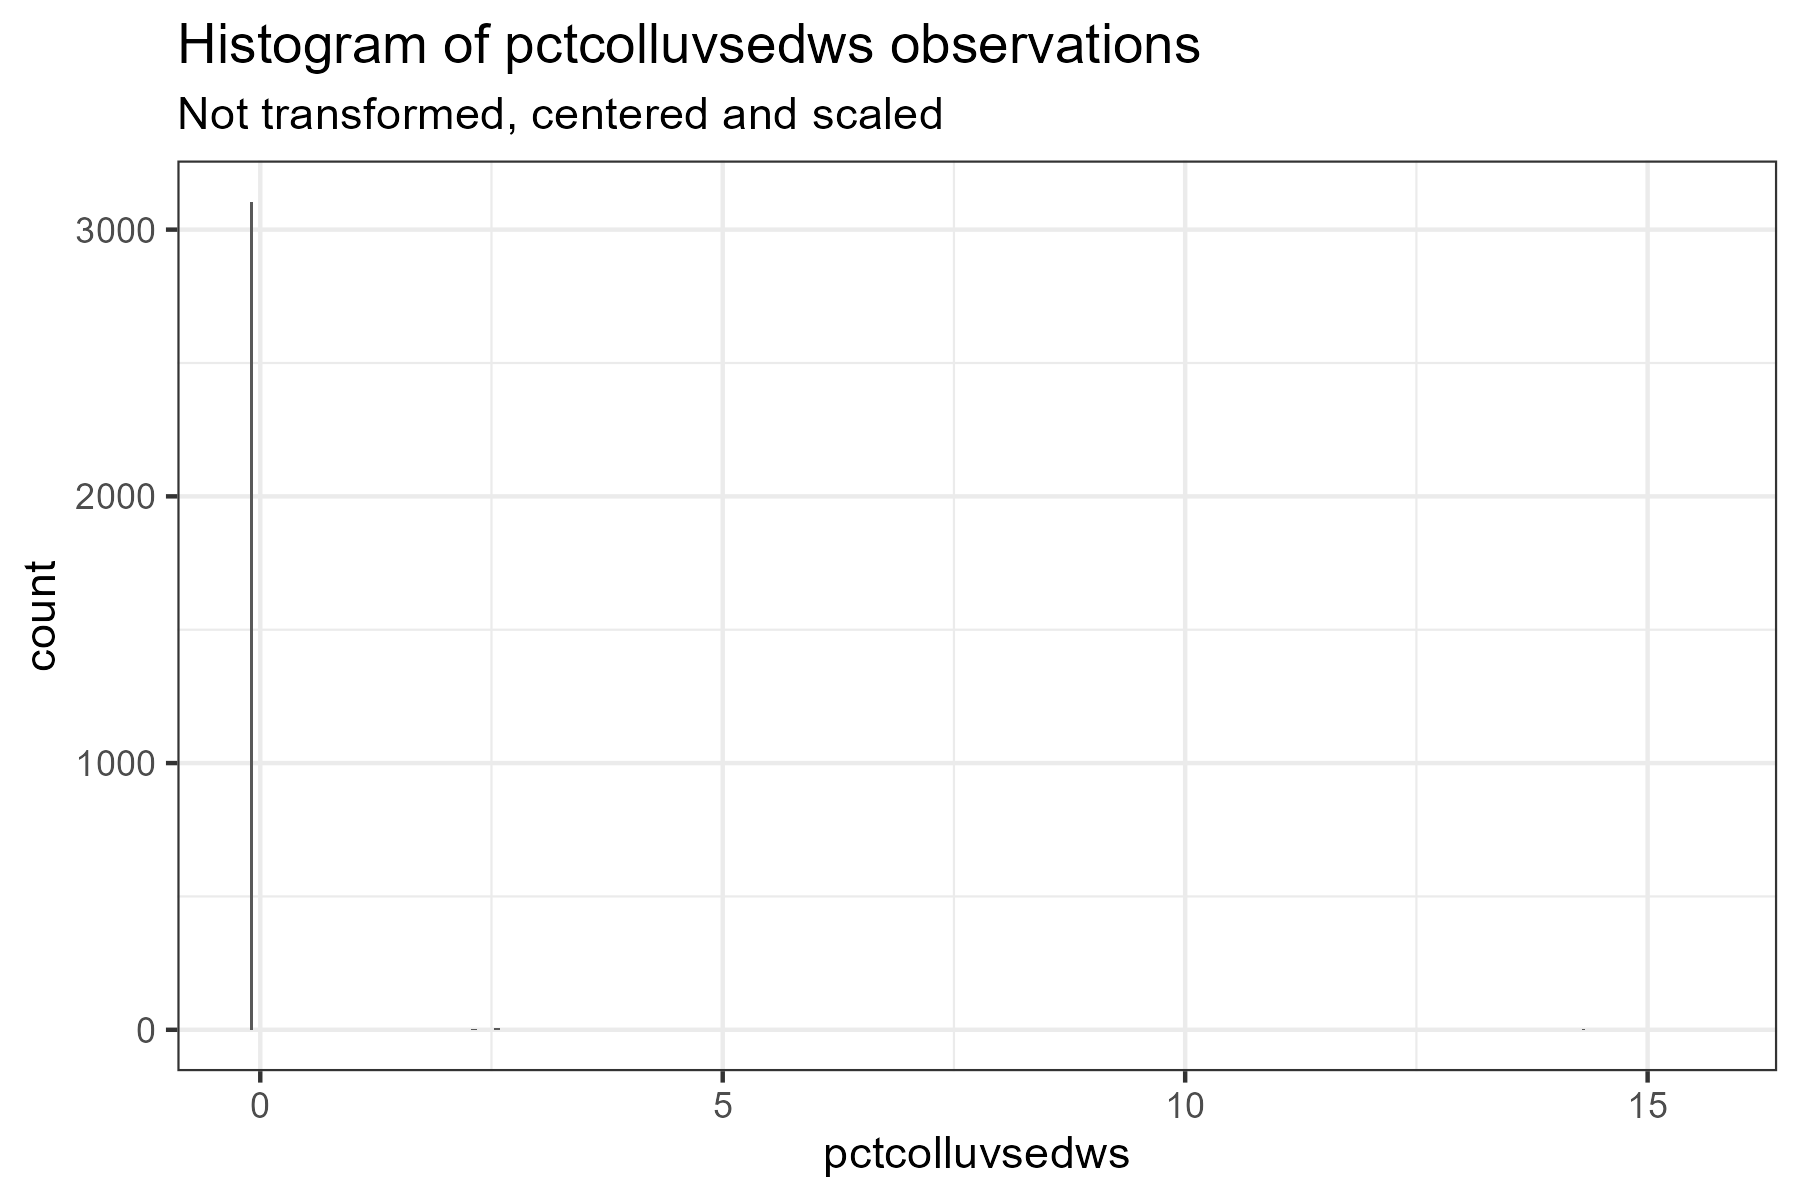 Histogram of pctcolluvsedws observations
Not transformed, centered and scaled
3000
2000
1000
0
count
0 5 10 15
pctcolluvsedws